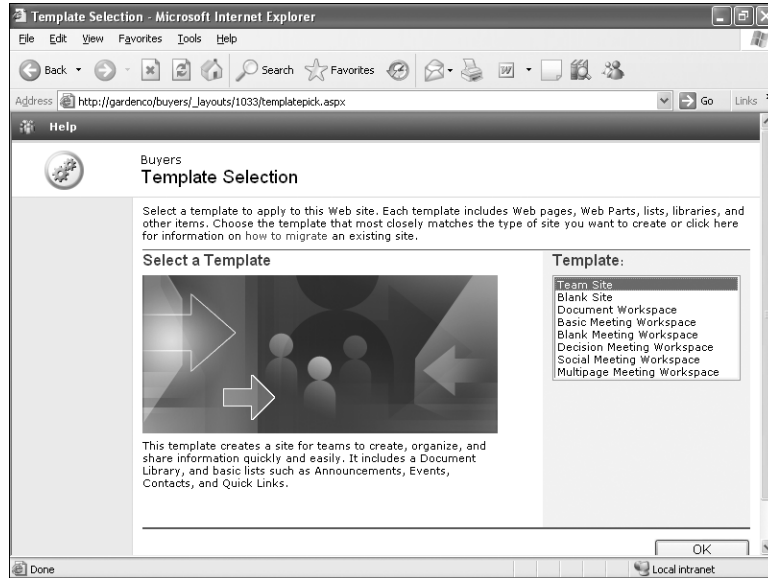 Template Selection - Microsoft Internet Explorer
File Edit View Favorites Tools Help
Back Search Favorites
Address http://gardenco/buyers/_layouts/1033/templatepick.aspx Go Links
Help
Buyers
Template Selection
Select a template to apply to this Web site. Each template includes Web pages, Web Parts, lists, libraries, and
other items. Choose the template that most closely matches the type of site you want to create or click here
for information on how to migrate an existing site.
Select a Template
Template:
Team Site
Blank Site
Document Workspace
Basic Meeting Workspace
Blank Meeting Workspace
Decision Meeting Workspace
Social Meeting Workspace
Multipage Meeting Workspace
This template creates a site for teams to create, organize, and
share information quickly and easily. It includes a Document
Library, and basic lists such as Announcements, Events,
Contacts, and Quick Links.
OK
Done Local intranet